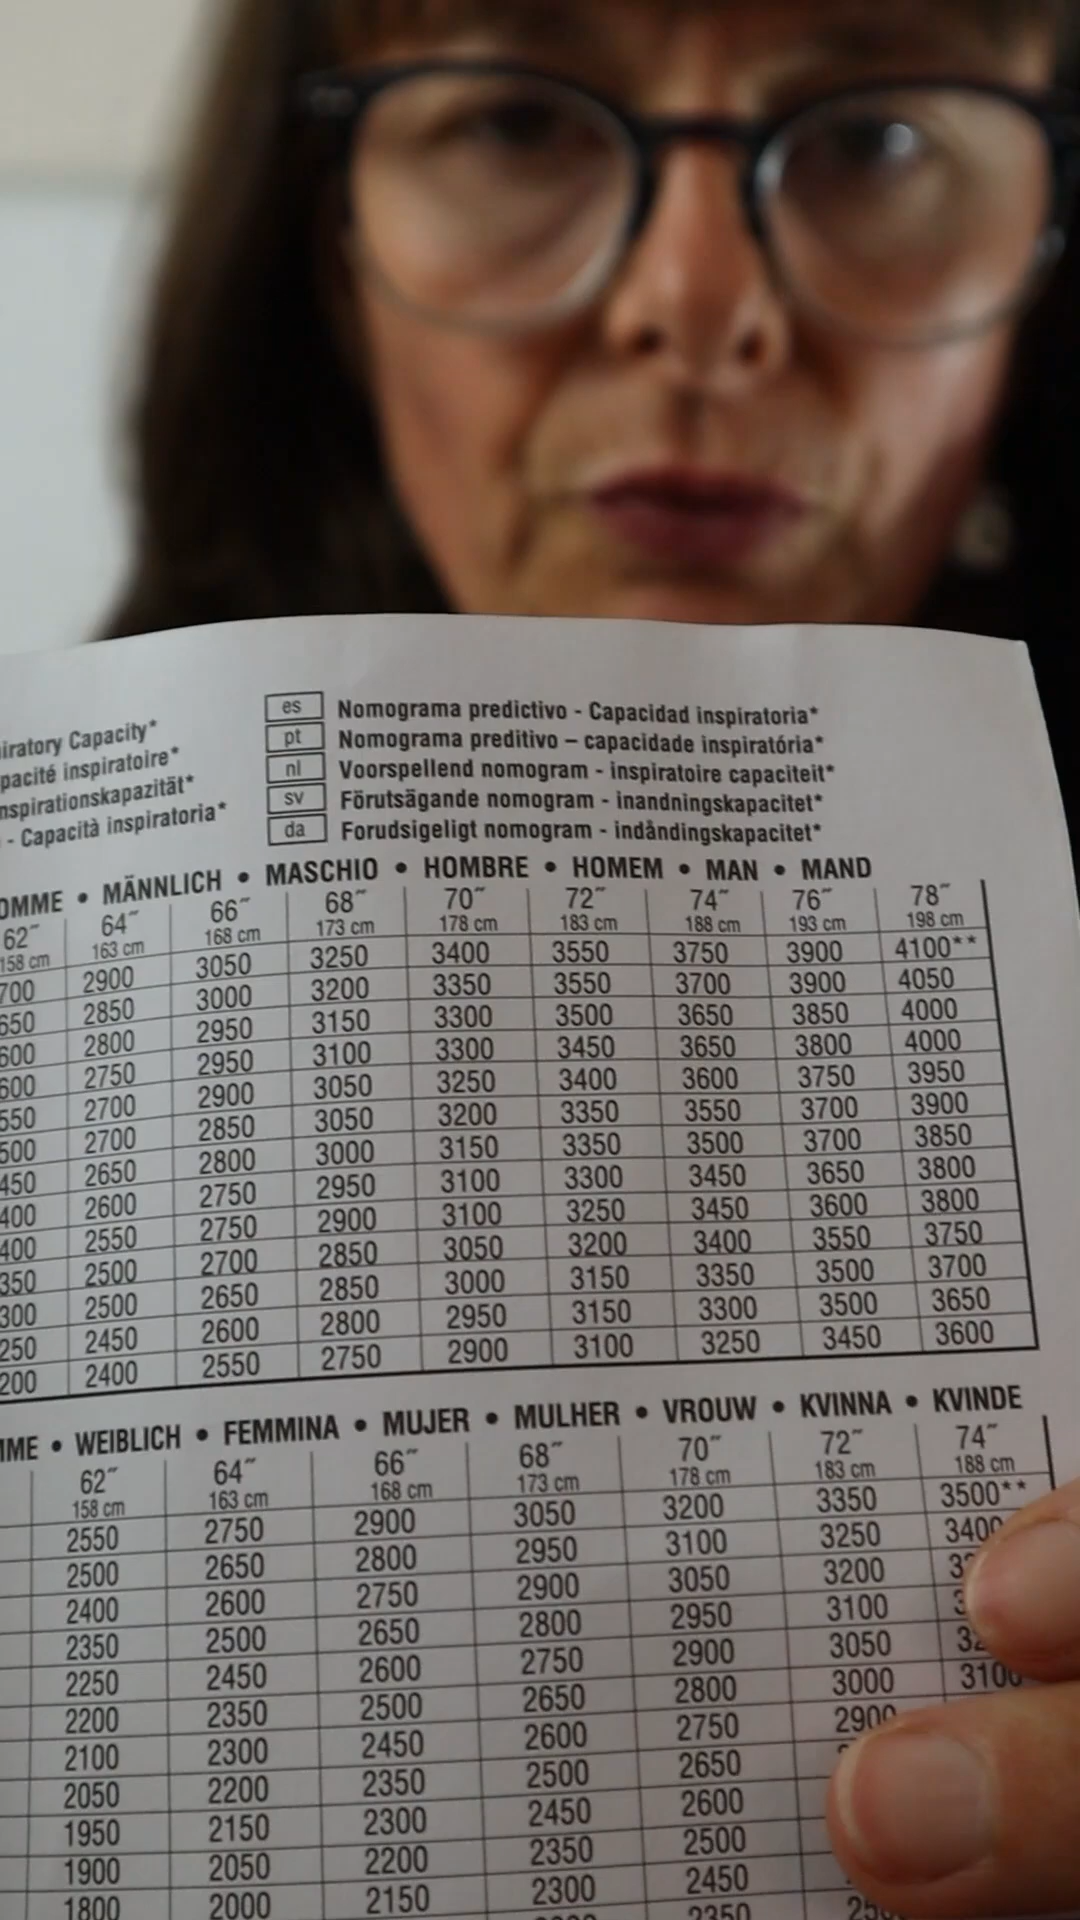 iratory Capacity*
pacité inspiratoire*
nspirationskapazität*
- Capacità inspiratoria*
es Nomograma predictivo - Capacidad inspiratoria*
pt Nomograma preditivo – capacidade inspiratória*
nl Voorspellend nomogram - inspiratoire capaciteit*
sv Förutsägande nomogram - inandningskapacitet*
da Forudsigeligt nomogram - indåndingskapacitet*
OMME • MÄNNLICH • MASCHIO • HOMBRE • HOMEM • MAN • MAND
62″ 64″ 66″ 68″ 70″ 72″ 74″ 76″ 78″
158 cm 163 cm 168 cm 173 cm 178 cm 183 cm 188 cm 193 cm 198 cm
700 2900 3050 3250 3400 3550 3750 3900 4100**
650 2850 3000 3200 3350 3550 3700 3900 4050
600 2800 2950 3150 3300 3500 3650 3850 4000
600 2750 2950 3100 3300 3450 3650 3800 4000
550 2700 2900 3050 3250 3400 3600 3750 3950
500 2700 2850 3050 3200 3350 3550 3700 3900
450 2650 2800 3000 3150 3350 3500 3700 3850
400 2600 2750 2950 3100 3300 3450 3650 3800
400 2550 2750 2900 3100 3250 3450 3600 3800
350 2500 2700 2850 3050 3200 3400 3550 3750
300 2500 2650 2850 3000 3150 3350 3500 3700
250 2450 2600 2800 2950 3150 3300 3500 3650
200 2400 2550 2750 2900 3100 3250 3450 3600
MME • WEIBLICH • FEMMINA • MUJER • MULHER • VROUW • KVINNA • KVINDE
62″ 64″ 66″ 68″ 70″ 72″ 74″
158 cm 163 cm 168 cm 173 cm 178 cm 183 cm 188 cm
2550 2750 2900 3050 3200 3350 3500**
2500 2650 2800 2950 3100 3250 3400
2400 2600 2750 2900 3050 3200
2350 2500 2650 2800 2950 3100
2250 2450 2600 2750 2900 3050
2200 2350 2500 2650 2800 3000 3100
2100 2300 2450 2600 2750 2900
2050 2200 2350 2500 2650
1950 2150 2300 2450 2600
1900 2050 2200 2350 2500
1800 2000 2150 2300 2450
2350